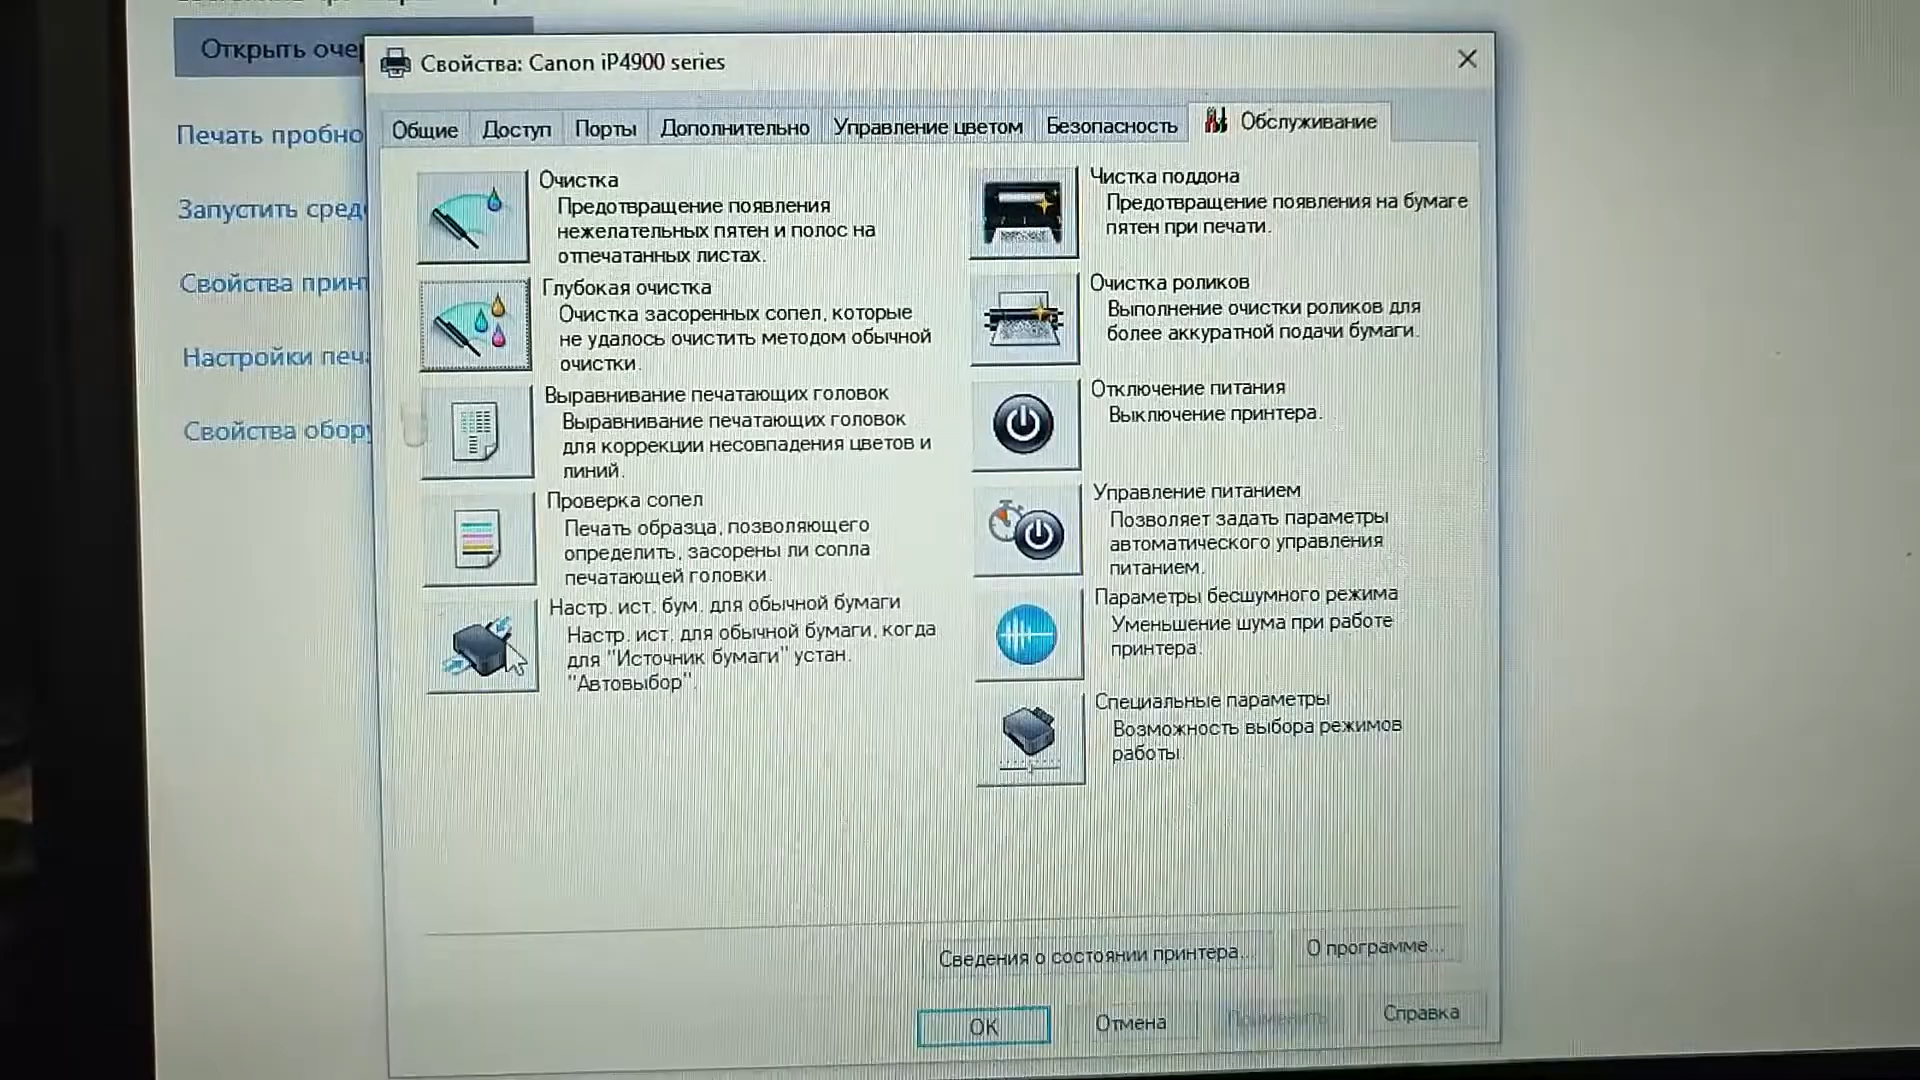 Открыть
Свойства: Canon iP4900 series
Печать
Запустить
Свойства
Настройки
Свойства
Общие
Доступ
Порты
Дополнительно
Управление цветом
Безопасность
Обслуживание
Очистка
Предотвращение появления
нежелательных пятен и полос на
отпечатанных листах.
Глубокая очистка
Очистка засоренных сопел, которые
не удалось очистить методом обычной
очистки.
Выравнивание печатающих головок
Выравнивание печатающих головок
для коррекции несовпадения цветов и
линий.
Проверка сопел
Печать образца, позволяющего
определить, засорены ли сопла
печатающей головки.
Настр. ист. бум. для обычной бумаги
Настр. ист. для обычной бумаги, когда
для "Источник бумаги" устан.
"Автовыбор".
Чистка поддона
Предотвращение появления на бумаге
пятен при печати.
Очистка роликов
Выполнение очистки роликов для
более аккуратной подачи бумаги.
Отключение питания
Выключение принтера.
Управление питанием
Позволяет задать параметры
автоматического управления
питанием.
Параметры бесшумного режима
Уменьшение шума при работе
принтера.
Специальные параметры
Возможность выбора режимов
работы.
Сведения о состоянии принтера...
О программе...
OK
Отмена
Применить
Справка